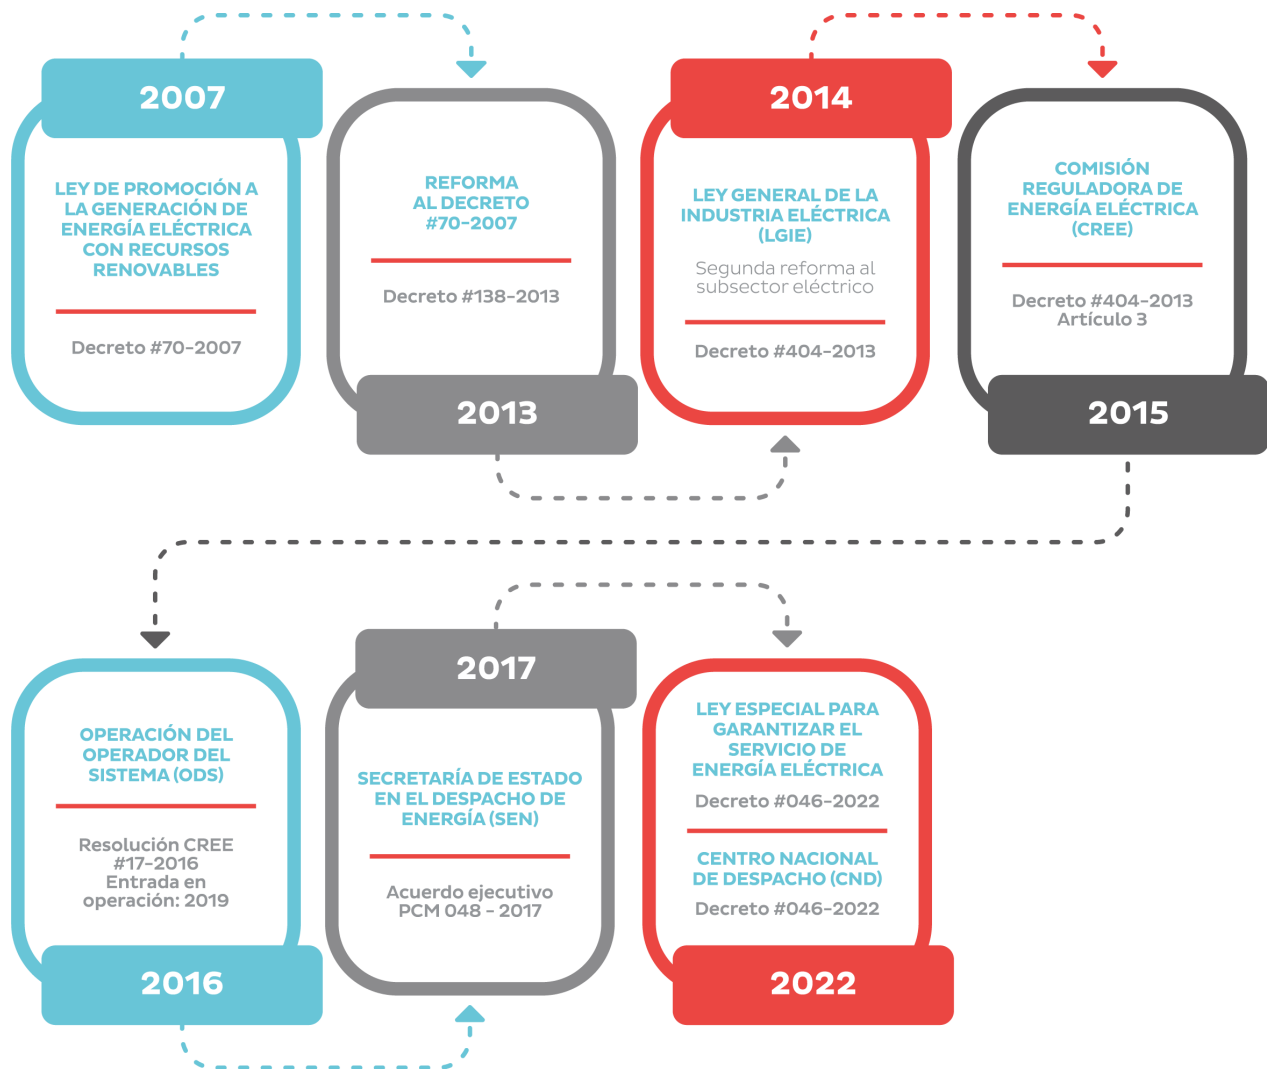 2007
LEY DE PROMOCIÓN A
LA GENERACIÓN DE
ENERGÍA ELÉCTRICA
CON RECURSOS
RENOVABLES
Decreto #70-2007
REFORMA
AL DECRETO
#70-2007
Decreto #138-2013
2013
2014
LEY GENERAL DE LA
INDUSTRIA ELÉCTRICA
(LGIE)
Segunda reforma al
subsector eléctrico
Decreto #404-2013
COMISIÓN
REGULADORA DE
ENERGÍA ELÉCTRICA
(CREE)
Decreto #404-2013
Artículo 3
2015
OPERACIÓN DEL
OPERADOR DEL
SISTEMA (ODS)
Resolución CREE
#17-2016
Entrada en
operación: 2019
2016
2017
SECRETARÍA DE ESTADO
EN EL DESPACHO DE
ENERGÍA (SEN)
Acuerdo ejecutivo
PCM 048 - 2017
LEY ESPECIAL PARA
GARANTIZAR EL
SERVICIO DE
ENERGÍA ELÉCTRICA
Decreto #046-2022
CENTRO NACIONAL
DE DESPACHO (CND)
Decreto #046-2022
2022